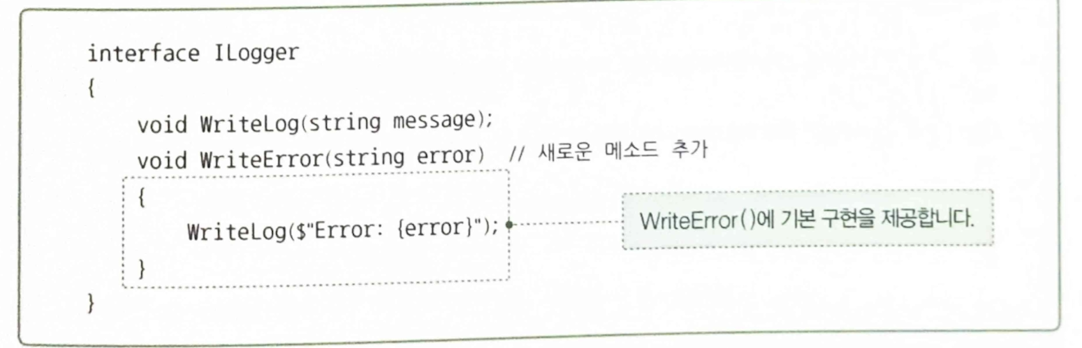 interface ILogger
{
void WriteLog(string message);
void WriteError(string error) // 새로운 메소드 추가
{
WriteLog($"Error: {error}");
WriteError()에 기본 구현을 제공합니다.
}
}